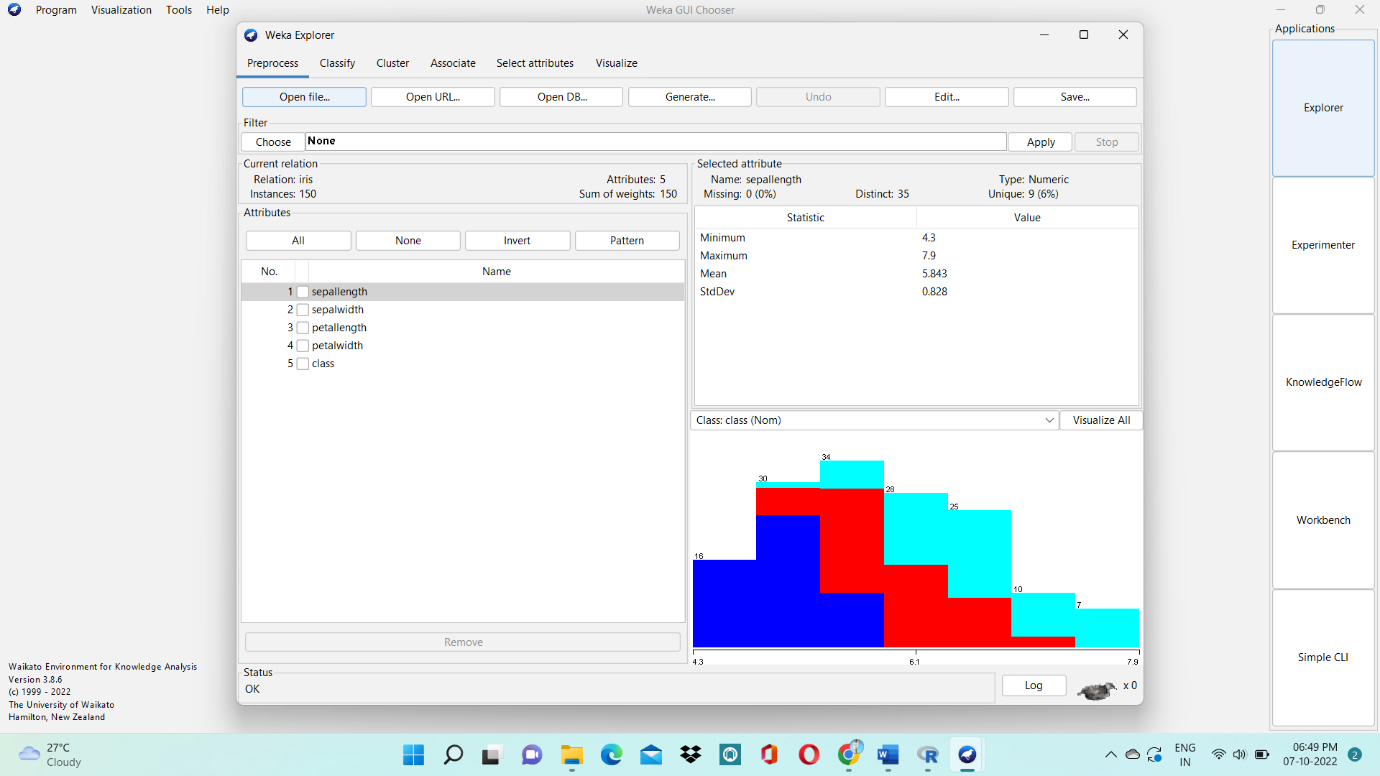 Program Visualization Tools Help
Weka GUI Chooser
Applications
Explorer
Experimenter
KnowledgeFlow
Workbench
Simple CLI
Weka Explorer
Preprocess Classify Cluster Associate Select attributes Visualize
Open file... Open URL... Open DB... Generate... Undo Edit... Save...
Filter
Choose None Apply Stop
Current relation
Relation: iris Attributes: 5
Instances: 150 Sum of weights: 150
Attributes
All None Invert Pattern
No. Name
1 sepallength
2 sepalwidth
3 petallength
4 petalwidth
5 class
Remove
Selected attribute
Name: sepallength Type: Numeric
Missing: 0 (0%) Distinct: 35 Unique: 9 (6%)
Statistic Value
Minimum 4.3
Maximum 7.9
Mean 5.843
StdDev 0.828
Class: class (Nom) Visualize All
16 30 34 28 25 10 7
4.3 6.1 7.9
Status
OK
Log x 0
Waikato Environment for Knowledge Analysis
Version 3.8.6
(c) 1999 - 2022
The University of Waikato
Hamilton, New Zealand
27°C
Cloudy
ENG
IN
06:49 PM
07-10-2022
2